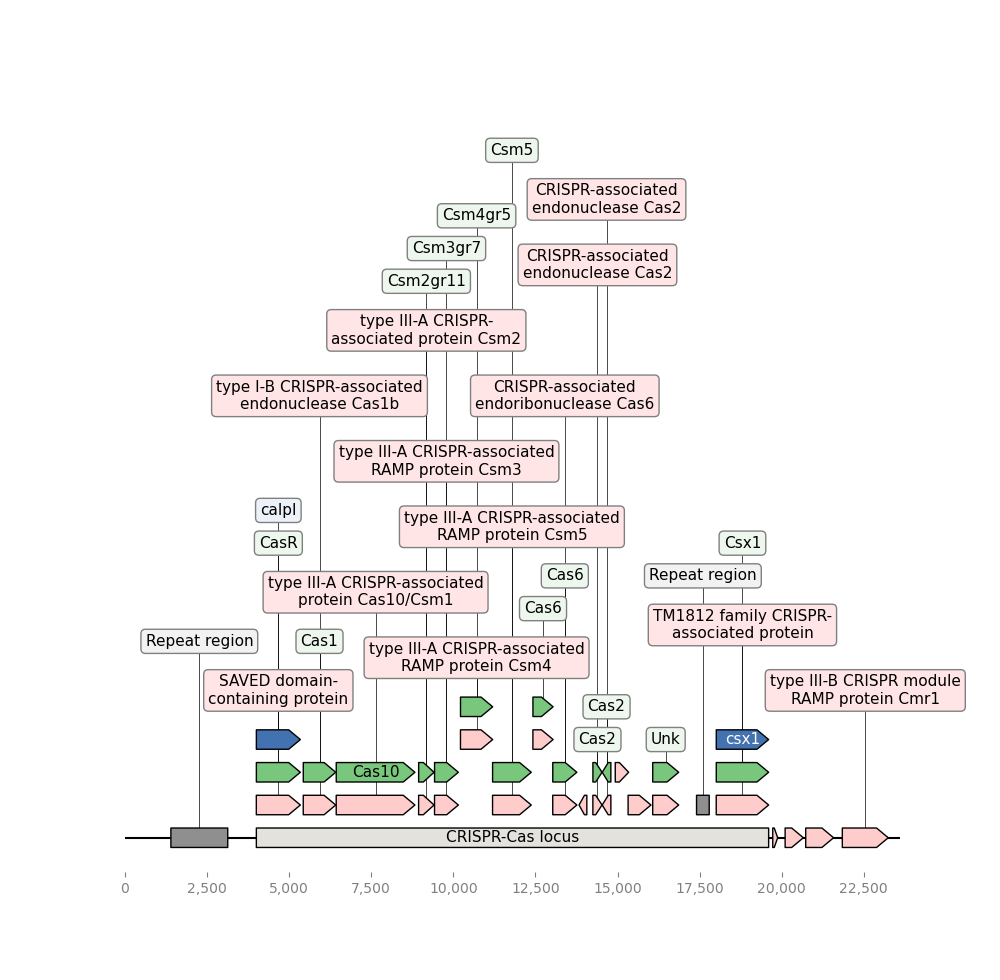 Csm5
CRISPR-associated
endonuclease Cas2
Csm4gr5
Csm3gr7
CRISPR-associated
endonuclease Cas2
Csm2gr11
type III-A CRISPR-
associated protein Csm2
type I-B CRISPR-associated
endonuclease Cas1b
CRISPR-associated
endoribonuclease Cas6
type III-A CRISPR-associated
RAMP protein Csm3
calpl
type III-A CRISPR-associated
RAMP protein Csm5
CasR
Csx1
type III-A CRISPR-associated
protein Cas10/Csm1
Cas6
Repeat region
Cas6
TM1812 family CRISPR-
associated protein
Repeat region
Cas1
type III-A CRISPR-associated
RAMP protein Csm4
SAVED domain-
containing protein
type III-B CRISPR module
RAMP protein Cmr1
Cas2
Cas2
Unk
csx1
Cas10
CRISPR-Cas locus
0
2,500
5,000
7,500
10,000
12,500
15,000
17,500
20,000
22,500